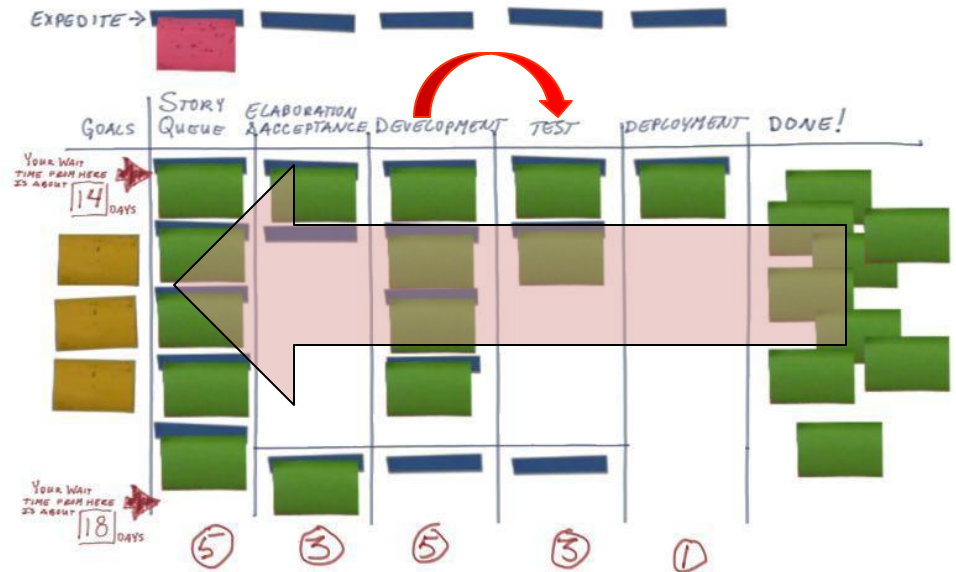 EXPEDITE →
STORY
QUEUE
GOALS
ELABORATION
& ACCEPTANCE
DEVELOPMENT
TEST
DEPLOYMENT
DONE!
YOUR WAIT
TIME FROM HERE
IS ABOUT
14 DAYS
YOUR WAIT
TIME FROM HERE
IS ABOUT
18 DAYS
5
3
5
3
1